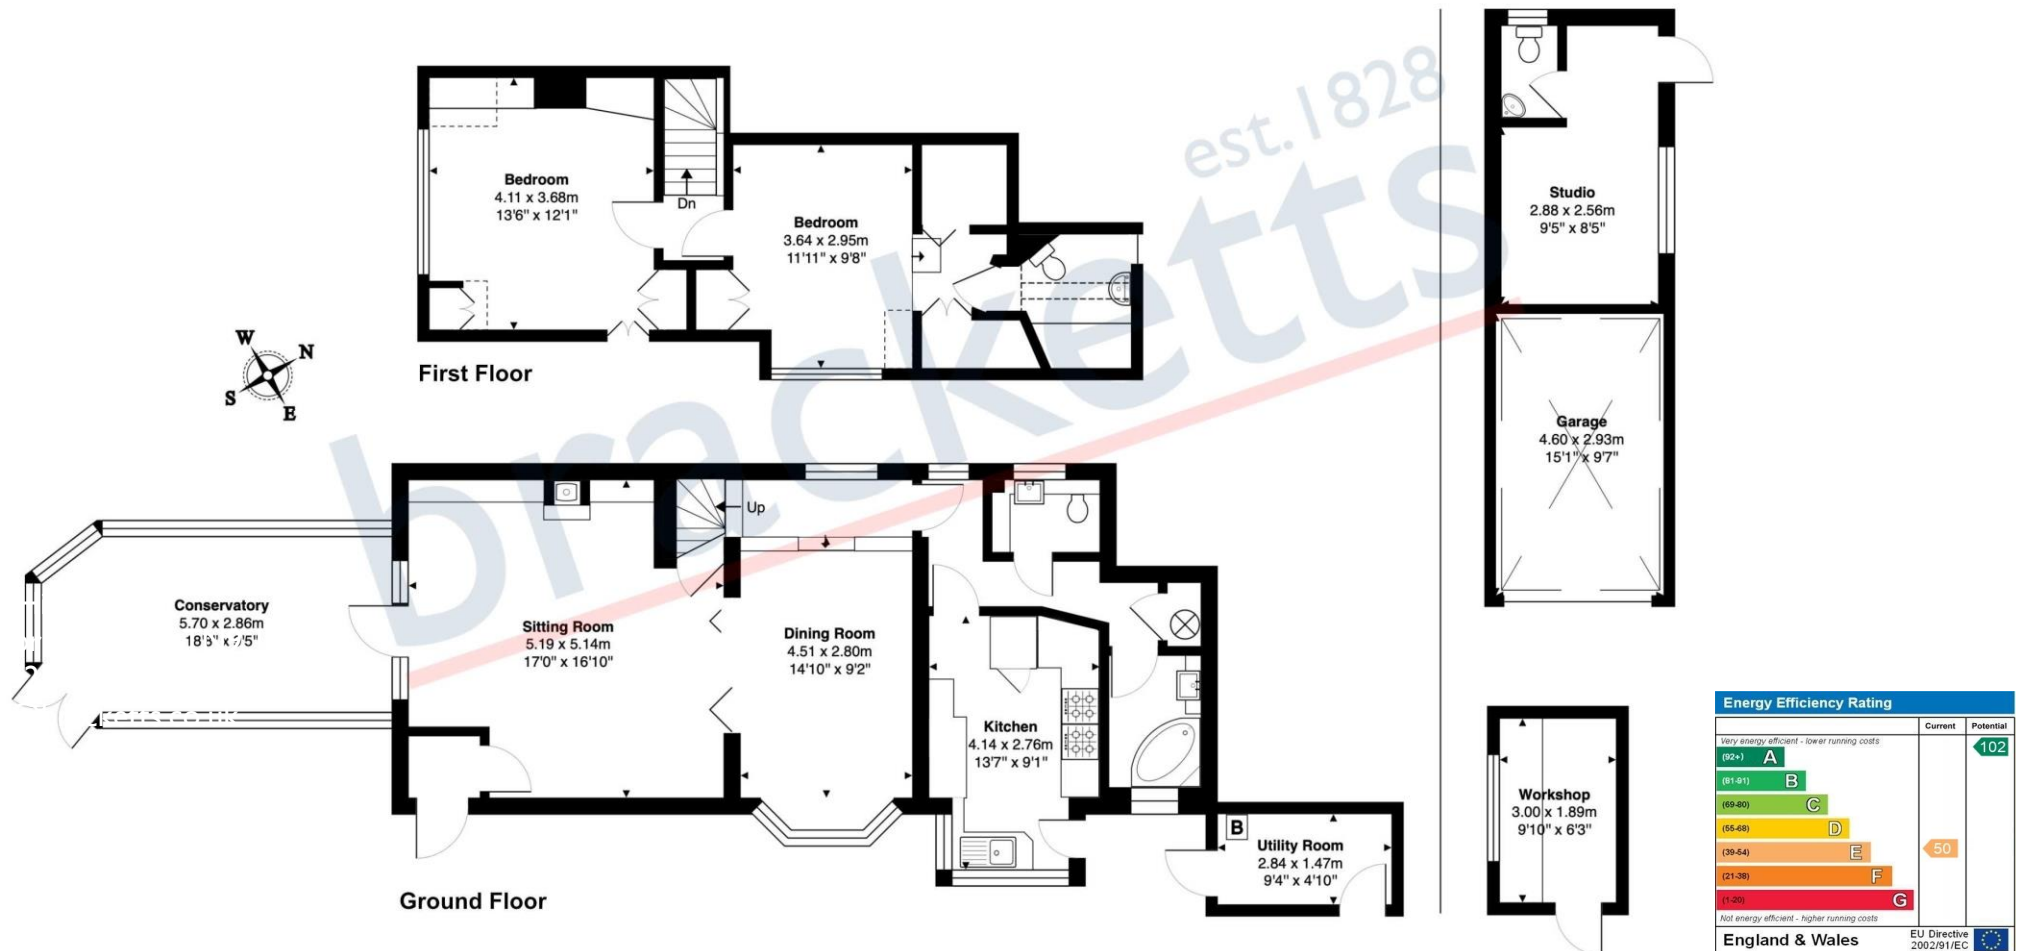 est.1828
bracketts
Bedroom
4.11 x 3.68m
13'6" x 12'1"
Dn
Bedroom
3.64 x 2.95m
11'11" x 9'8"
First Floor
W
N
S
E
Up
Conservatory
5.70 x 2.86m
Sitting Room
5.19 x 5.14m
17'0" x 16'10"
Dining Room
4.51 x 2.80m
14'10" x 9'2"
Kitchen
4.14 x 2.76m
13'7" x 9'1"
B
Utility Room
2.84 x 1.47m
9'4" x 4'10"
Ground Floor
Studio
2.88 x 2.56m
9'5" x 8'5"
Garage
4.60 x 2.93m
15'1" x 9'7"
Workshop
3.00 x 1.89m
9'10" x 6'3"
Energy Efficiency Rating
Current Potential
Very energy efficient - lower running costs
(92+) A
102
(81-91) B
(69-80) C
(55-68) D
(39-54) E
50
(21-38) F
(1-20) G
Not energy efficient - higher running costs
England & Wales
EU Directive
2002/91/EC